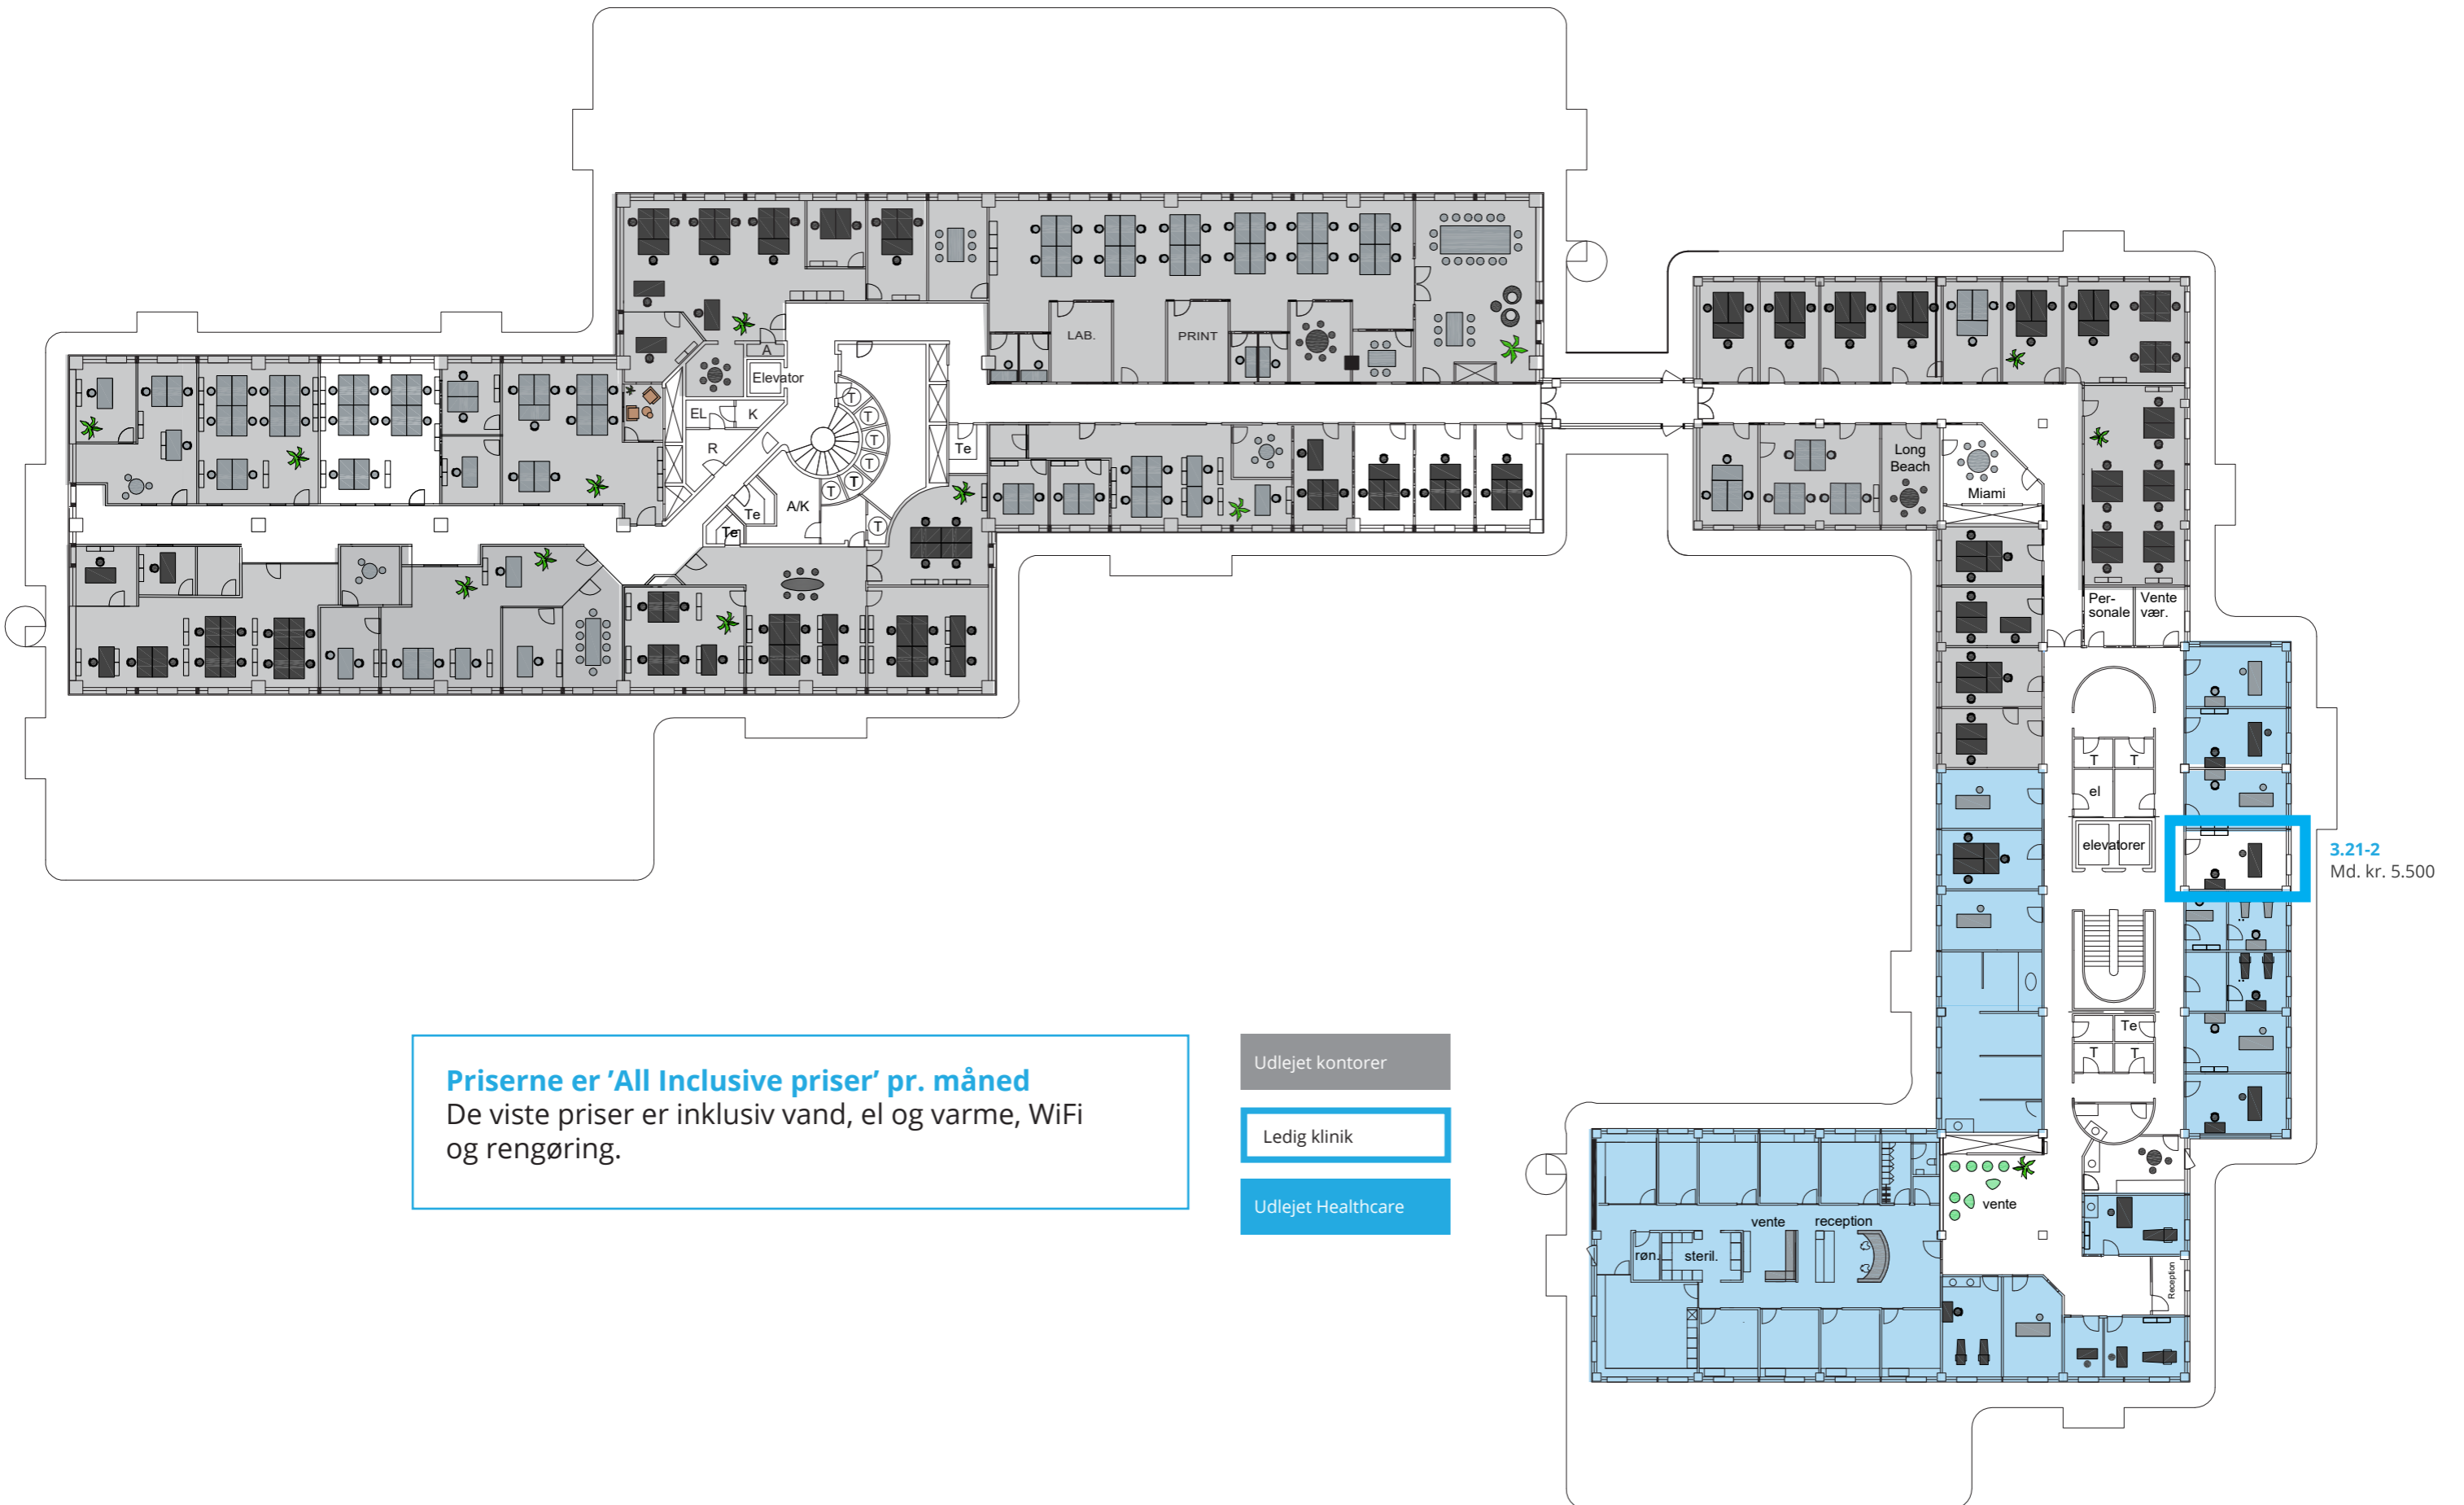 LAB.
PRINT
A
Elevator
EL
K
R
T
T
T
T
T
T
T
Te
A/K
Te
Te
Long
Beach
Miami
Per-
sonale
Vente
vær.
T
T
el
elevatorer
3.21-2
Md. kr. 5.500
Te
T
T
vente
Reception
vente
reception
røn.
steril.
Priserne er ’All Inclusive priser’ pr. måned
De viste priser er inklusiv vand, el og varme, WiFi
og rengøring.
Udlejet kontorer
Ledig klinik
Udlejet Healthcare